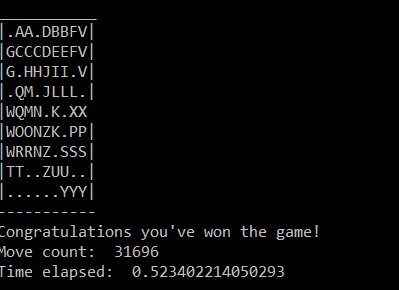 ___________
|.AA.DBBFV|
|GCCCDEEFV|
|G.HHJII.V|
|.QM.JLLL.|
|WQMN.K.XX
|WOONZK.PP|
|WRRNZ.SSS|
|TT..ZUU..|
|......YYY|
-----------
Congratulations you've won the game!
Move count:  31696
Time elapsed:  0.523402214050293